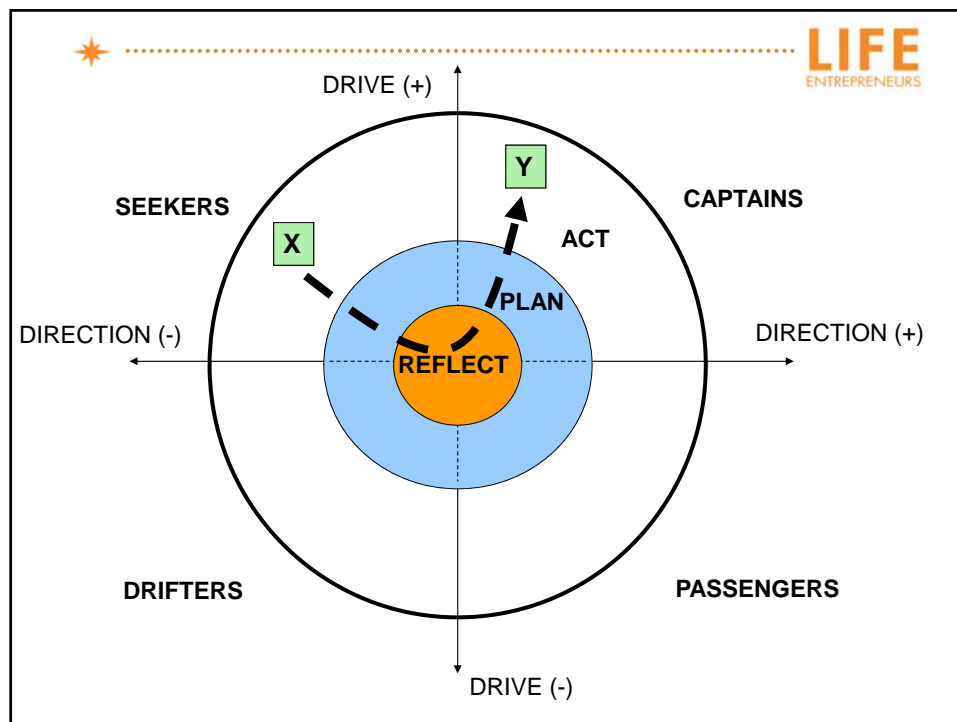 LIFE
ENTREPRENEURS
DRIVE (+)
Y
SEEKERS
CAPTAINS
X
ACT
PLAN
DIRECTION (-)
DIRECTION (+)
REFLECT
DRIFTERS
PASSENGERS
DRIVE (-)